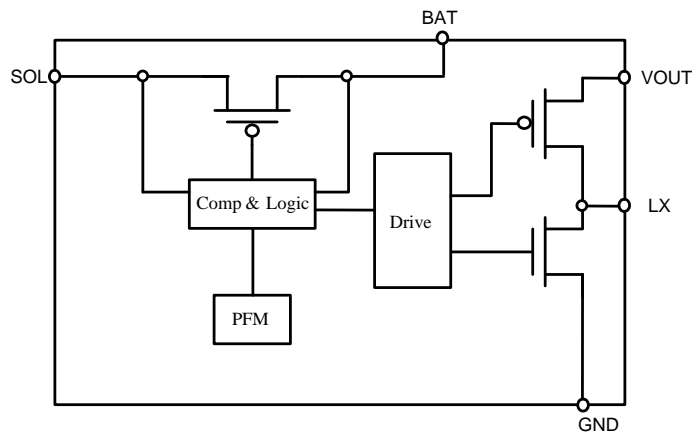 BAT
SOL
VOUT
Comp & Logic
Drive
LX
PFM
GND